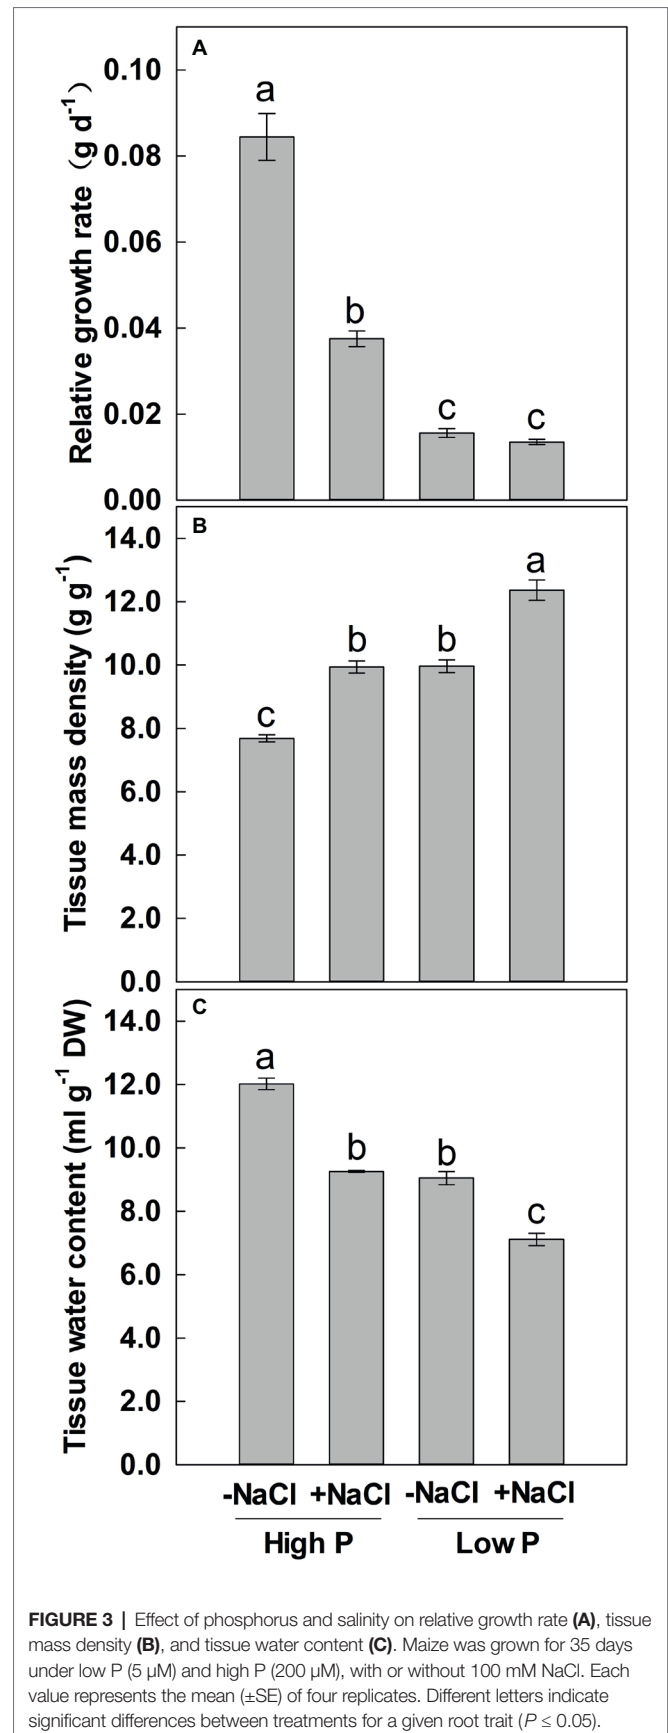 A
Relative growth rate (g d⁻¹)
0.10
0.08
0.06
0.04
0.02
0.00
a
b
c
c
B
Tissue mass density (g g⁻¹)
14.0
12.0
10.0
8.0
6.0
4.0
2.0
0.0
c
b
b
a
C
Tissue water content (ml g⁻¹ DW)
14.0
12.0
10.0
8.0
6.0
4.0
2.0
0.0
a
b
b
c
-NaCl +NaCl -NaCl +NaCl
High P Low P
FIGURE 3 | Effect of phosphorus and salinity on relative growth rate (A), tissue
mass density (B), and tissue water content (C). Maize was grown for 35 days
under low P (5 μM) and high P (200 μM), with or without 100 mM NaCl. Each
value represents the mean (±SE) of four replicates. Different letters indicate
significant differences between treatments for a given root trait (P ≤ 0.05).